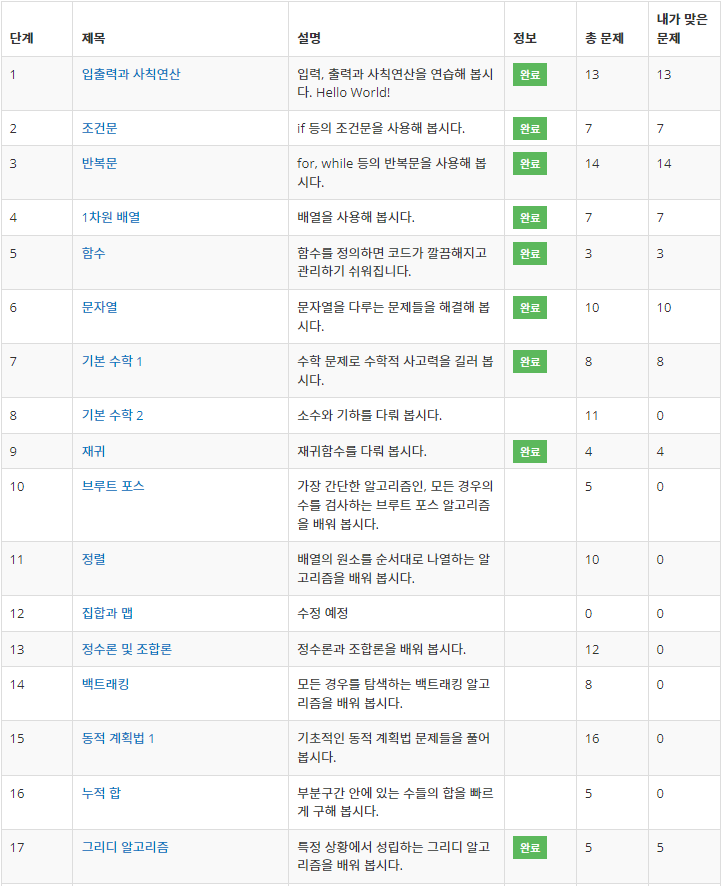 단계 제목 설명 정보 총 문제 내가 맞은
문제
1 입출력과 사칙연산 입력, 출력과 사칙연산을 연습해 봅시 완료 13 13
다. Hello World!
2 조건문 if 등의 조건문을 사용해 봅시다. 완료 7 7
3 반복문 for, while 등의 반복문을 사용해 봅 완료 14 14
시다.
4 1차원 배열 배열을 사용해 봅시다. 완료 7 7
5 함수 함수를 정의하면 코드가 깔끔해지고 완료 3 3
관리하기 쉬워집니다.
6 문자열 문자열을 다루는 문제들을 해결해 봅 완료 10 10
시다.
7 기본 수학 1 수학 문제로 수학적 사고력을 길러 봅 완료 8 8
시다.
8 기본 수학 2 소수와 기하를 다뤄 봅시다. 11 0
9 재귀 재귀함수를 다뤄 봅시다. 완료 4 4
10 브루트 포스 가장 간단한 알고리즘인, 모든 경우의 5 0
수를 검사하는 브루트 포스 알고리즘
을 배워 봅시다.
11 정렬 배열의 원소를 순서대로 나열하는 알 10 0
고리즘을 배워 봅시다.
12 집합과 맵 수정 예정 0 0
13 정수론 및 조합론 정수론과 조합론을 배워 봅시다. 12 0
14 백트래킹 모든 경우를 탐색하는 백트래킹 알고 8 0
리즘을 배워 봅시다.
15 동적 계획법 1 기초적인 동적 계획법 문제들을 풀어 16 0
봅시다.
16 누적 합 부분구간 안에 있는 수들의 합을 빠르 5 0
게 구해 봅시다.
17 그리디 알고리즘 특정 상황에서 성립하는 그리디 알고 완료 5 5
리즘을 배워 봅시다.